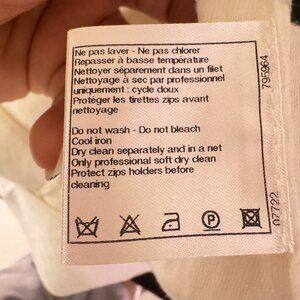 Ne pas laver - Ne pas chlorer
Repasser à basse température
Nettoyer séparement dans un filet
Nettoyage à sec par professionnel
uniquement : cycle doux
Protéger les tirettes zips avant
nettoyage
Do not wash - Do not bleach
Cool iron
Dry clean separately and in a net
Only professional soft dry clean
Protect zips holders before
cleaning
P
795964
07722